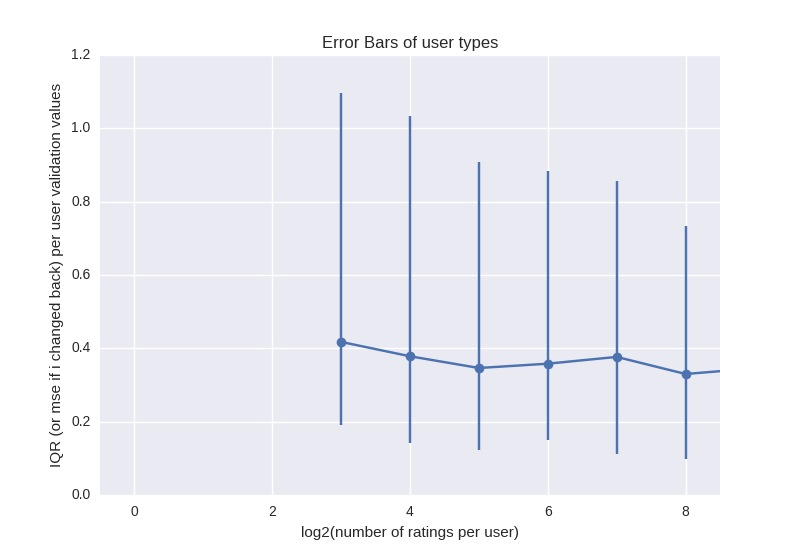 Error Bars of user types
IQR (or mse if i changed back) per user validation values
1.2
1.0
0.8
0.6
0.4
0.2
0.0
0 2 4 6 8
log2(number of ratings per user)